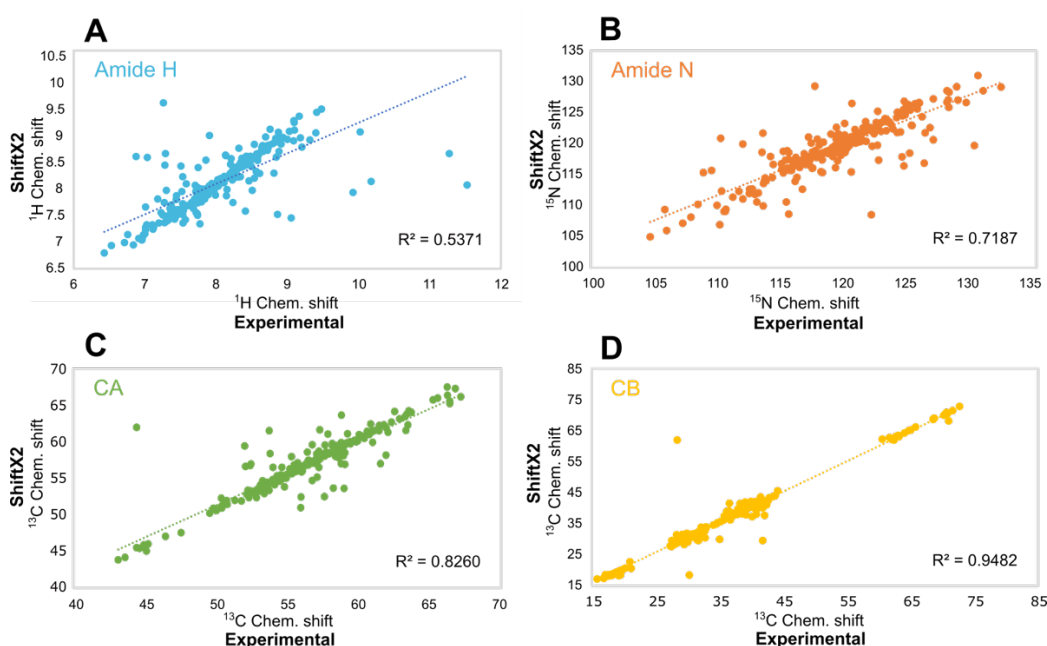 A
Amide H
10.5
10
9.5
9
8.5
8
7.5
7
6.5
ShiftX2
¹H Chem. shift
R² = 0.5371
6 7 8 9 10 11 12
¹H Chem. shift
Experimental
B
Amide N
135
130
125
120
115
110
105
100
ShiftX2
¹⁵N Chem. shift
R² = 0.7187
100 105 110 115 120 125 130 135
¹⁵N Chem. shift
Experimental
C
CA
70
65
60
55
50
45
40
ShiftX2
¹³C Chem. shift
R² = 0.8260
40 45 50 55 60 65 70
¹³C Chem. shift
Experimental
D
CB
85
75
65
55
45
35
25
15
ShiftX2
¹³C Chem. shift
R² = 0.9482
15 25 35 45 55 65 75 85
¹³C Chem. shift
Experimental